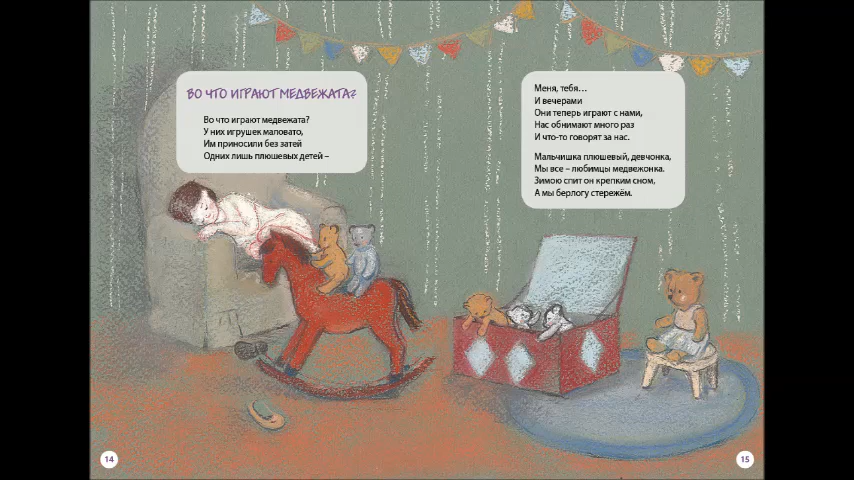 ВО ЧТО ИГРАЮТ МЕДВЕЖАТА?
Во что играют медвежата?
У них игрушек маловато,
Им приносили без затей
Одних лишь плюшевых детей –
Меня, тебя...
И вечерами
Они теперь играют с нами,
Нас обнимают много раз
И что-то говорят за нас.
Мальчишка плюшевый, девчонка,
Мы все – любимцы медвежонка.
Зимою спит он крепким сном,
А мы берлогу стережём.
14
15